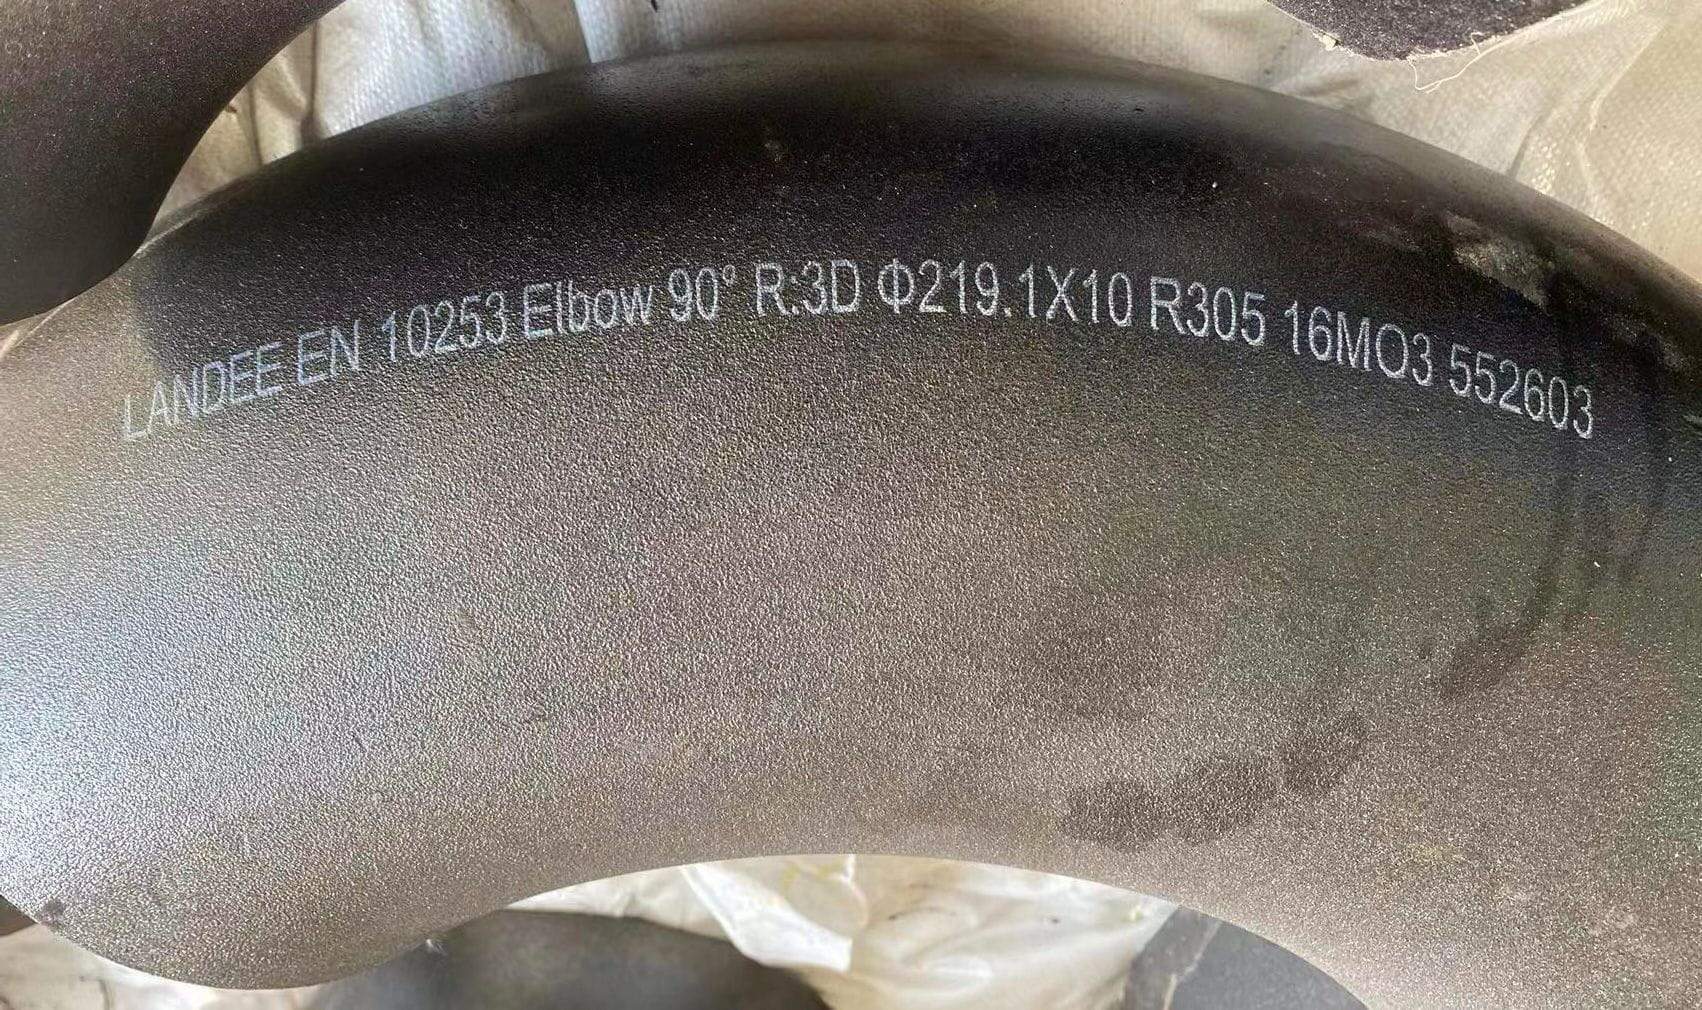 LANDEE EN 10253 Elbow 90° R:3D Φ219.1X10 R305 16MO3 552603